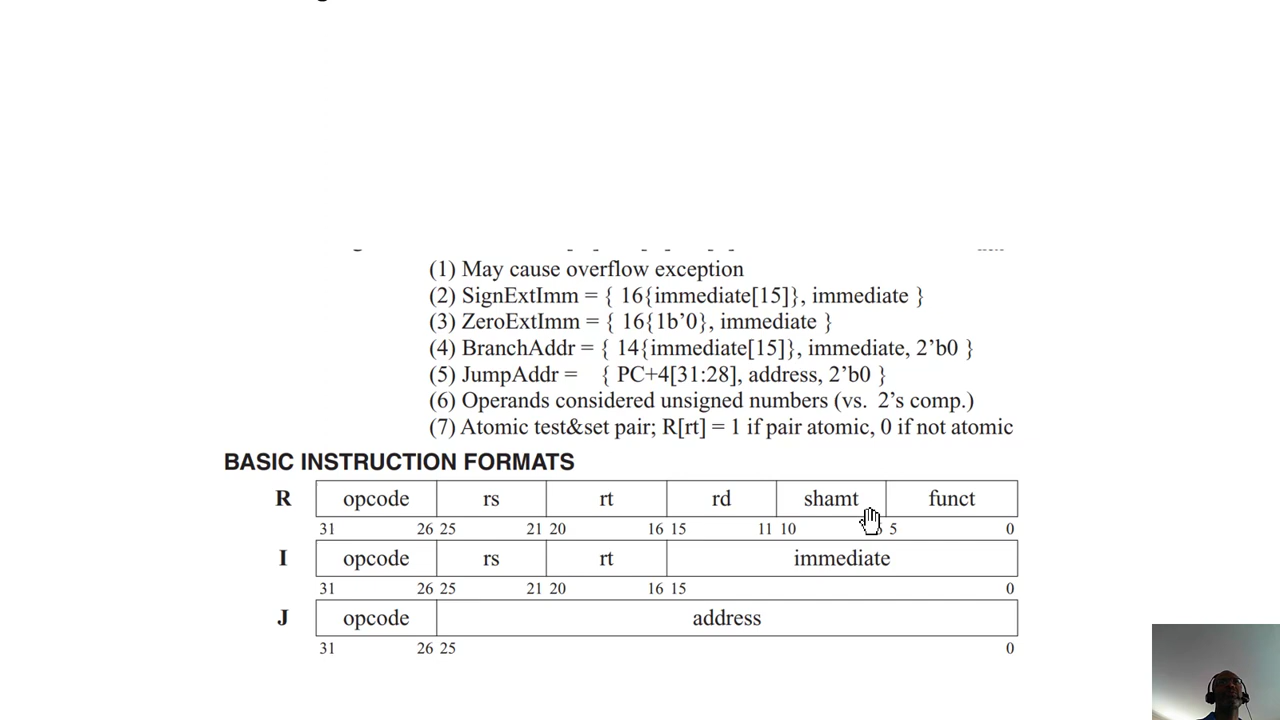 (1) May cause overflow exception
(2) SignExtImm = { 16{immediate[15]}, immediate }
(3) ZeroExtImm = { 16{1b’0}, immediate }
(4) BranchAddr = { 14{immediate[15]}, immediate, 2’b0 }
(5) JumpAddr = { PC+4[31:28], address, 2’b0 }
(6) Operands considered unsigned numbers (vs. 2’s comp.)
(7) Atomic test&set pair; R[rt] = 1 if pair atomic, 0 if not atomic
BASIC INSTRUCTION FORMATS
R opcode rs rt rd shamt funct
31 26 25 21 20 16 15 11 10 5 0
I opcode rs rt immediate
31 26 25 21 20 16 15 0
J opcode address
31 26 25 0